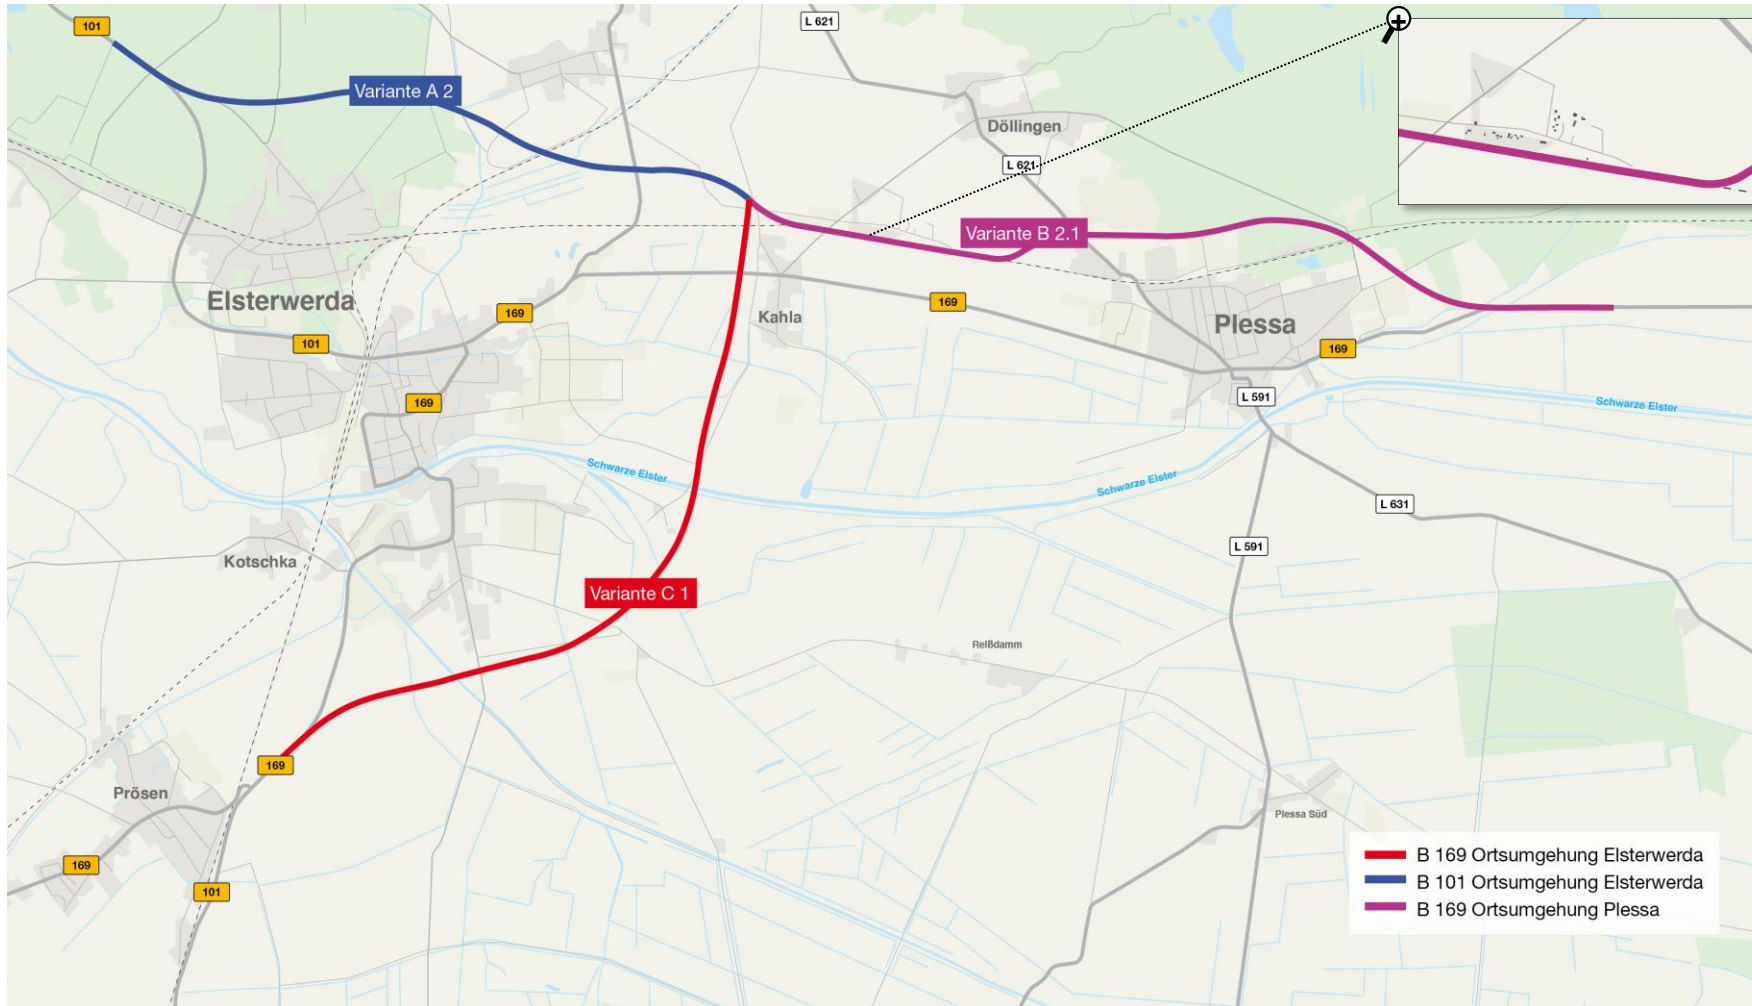 101
L 621
Variante A 2
Döllingen
L 621
Variante B 2.1
Elsterwerda
169
169
Kahla
Plessa
101
169
169
L 591
Schwarze Elster
Schwarze Elster
Schwarze Elster
L 631
Kotschka
L 591
Variante C 1
Reißdamm
169
Prösen
Plessa Süd
169
101
B 169 Ortsumgehung Elsterwerda
B 101 Ortsumgehung Elsterwerda
B 169 Ortsumgehung Plessa